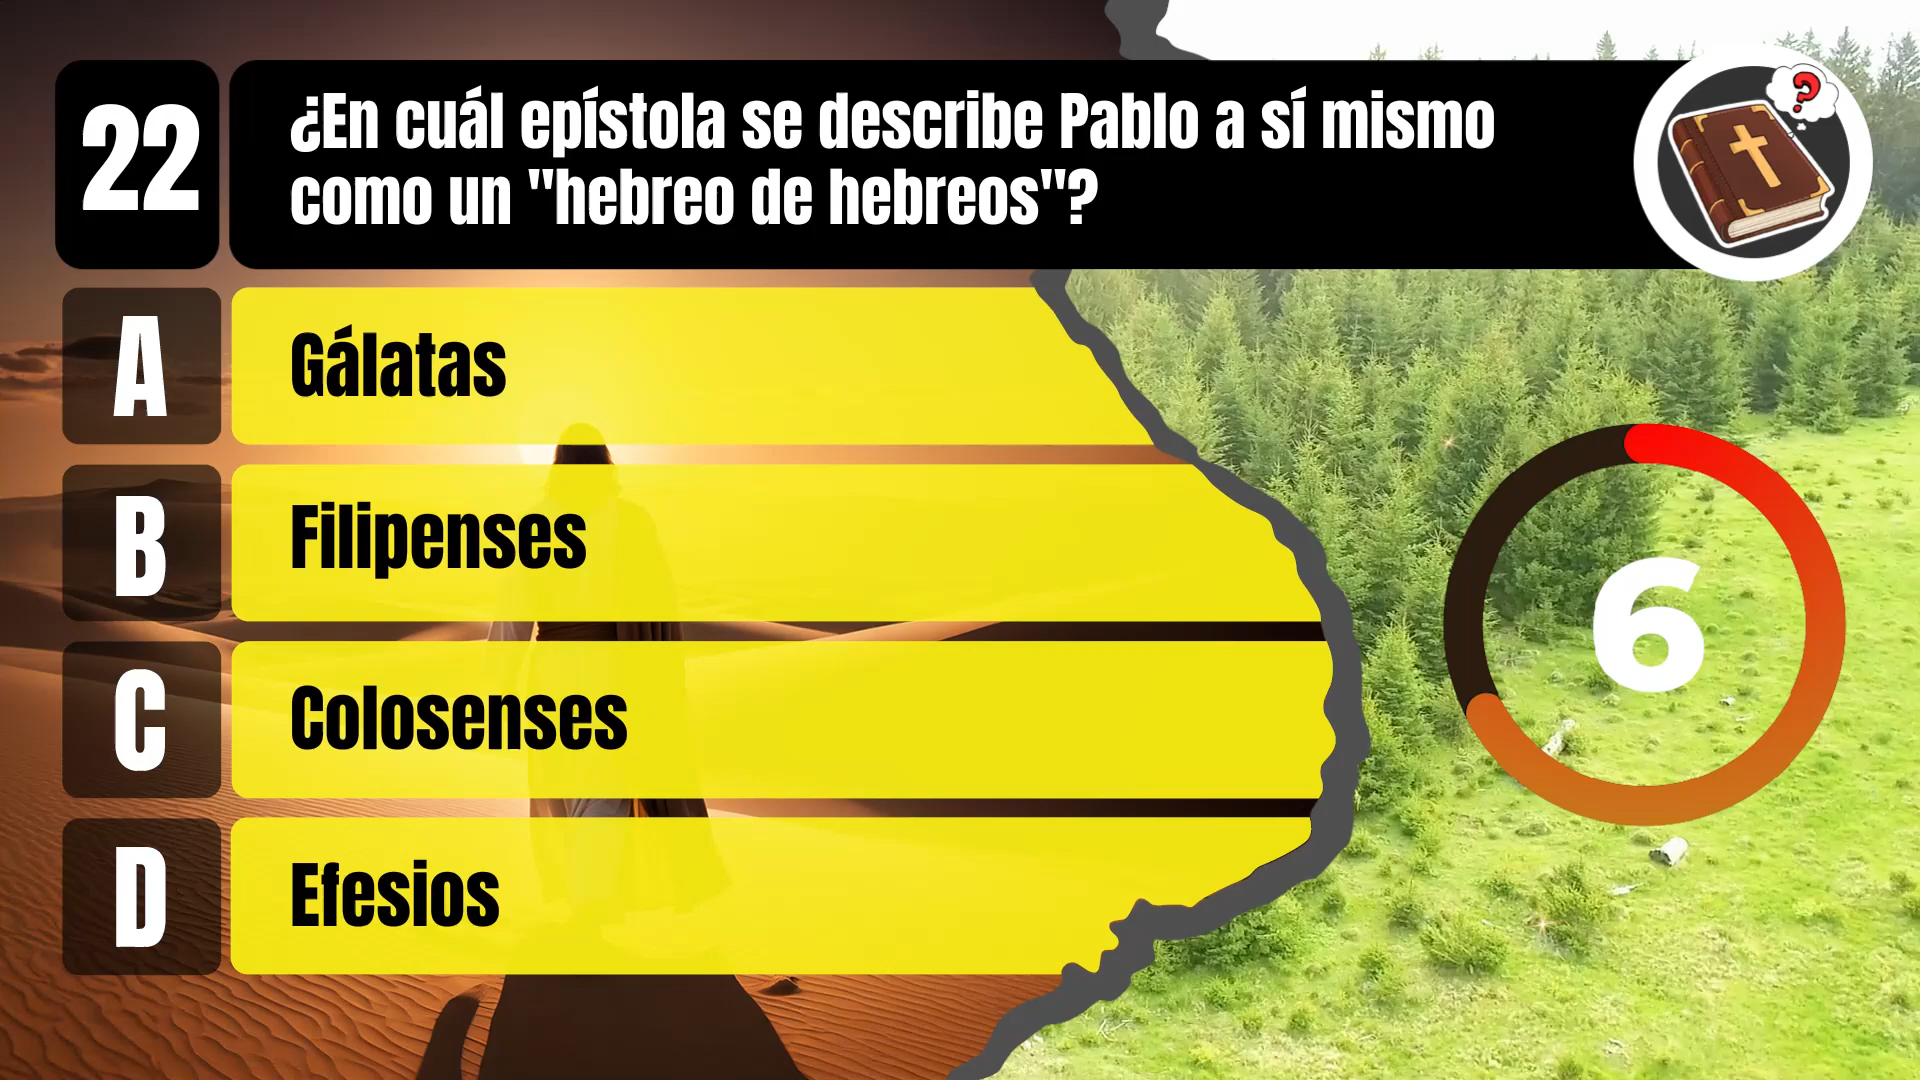 22
¿En cuál epístola se describe Pablo a sí mismo
como un "hebreo de hebreos"?
?
A
Gálatas
B
Filipenses
C
Colosenses
D
Efesios
6